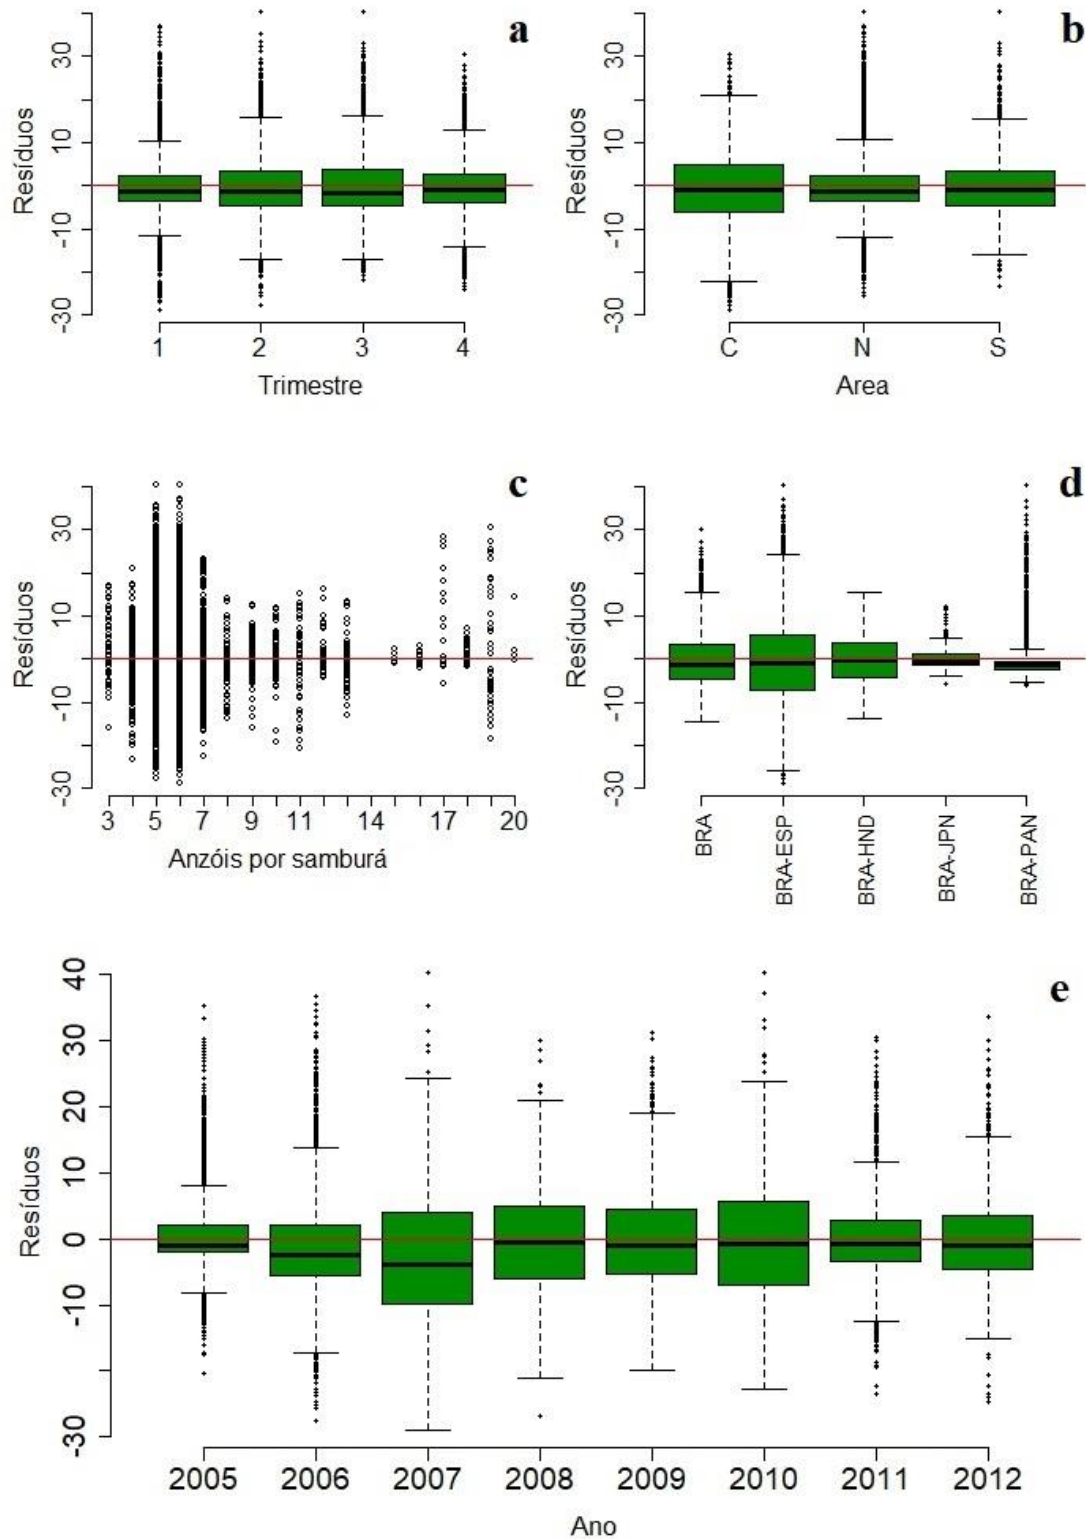 a
30
10
-10
-30
Resíduos
1 2 3 4
Trimestre
b
30
10
-10
-30
Resíduos
C N S
Area
c
30
10
-10
-30
Resíduos
3 5 7 9 11 14 17 20
Anzóis por samburá
d
30
10
-10
-30
Resíduos
BRA
BRA-ESP
BRA-HND
BRA-JPN
BRA-PAN
e
40
30
20
10
0
-10
-30
Resíduos
2005 2006 2007 2008 2009 2010 2011 2012
Ano